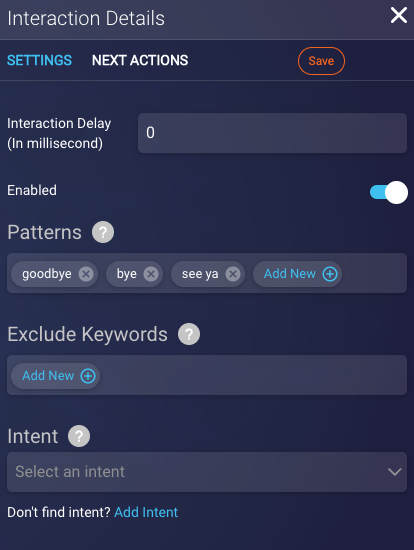 Interaction Details
SETTINGS NEXT ACTIONS Save
Interaction Delay
(In millisecond)
0
Enabled
Patterns ?
goodbye bye see ya Add New
Exclude Keywords ?
Add New
Intent ?
Select an intent
Don't find intent? Add Intent